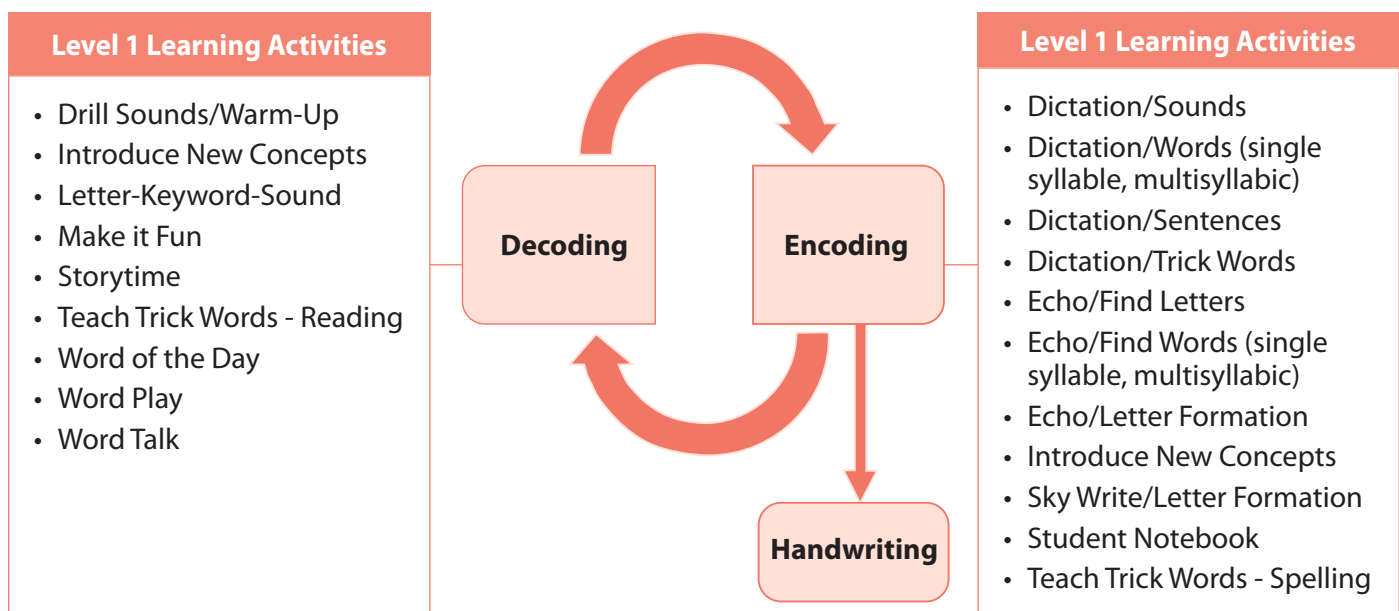 Level 1 Learning Activities
• Drill Sounds/Warm-Up
• Introduce New Concepts
• Letter-Keyword-Sound
• Make it Fun
• Storytime
• Teach Trick Words - Reading
• Word of the Day
• Word Play
• Word Talk
Decoding
Encoding
Handwriting
Level 1 Learning Activities
• Dictation/Sounds
• Dictation/Words (single
syllable, multisyllabic)
• Dictation/Sentences
• Dictation/Trick Words
• Echo/Find Letters
• Echo/Find Words (single
syllable, multisyllabic)
• Echo/Letter Formation
• Introduce New Concepts
• Sky Write/Letter Formation
• Student Notebook
• Teach Trick Words - Spelling